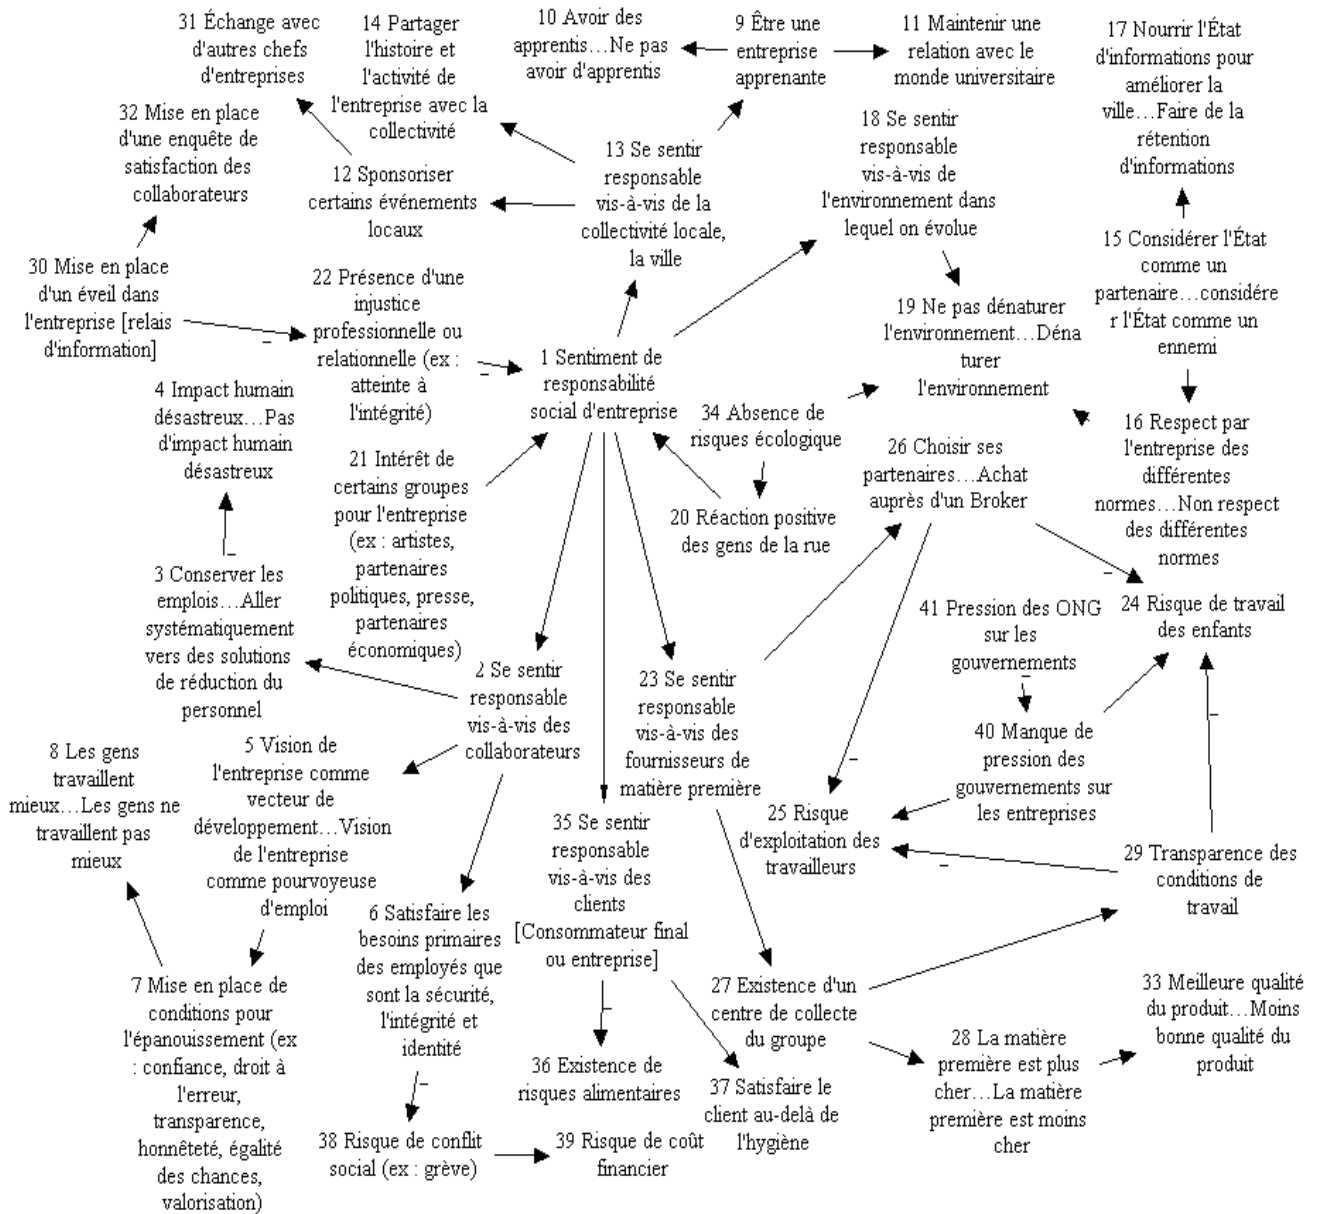 31 Échange avec
d'autres chefs
d'entreprises
14 Partager
l'histoire et
l'activité de
l'entreprise avec la
collectivité
10 Avoir des
apprentis…Ne pas
avoir d'apprentis
9 Être une
entreprise
apprenante
11 Maintenir une
relation avec le
monde universitaire
17 Nourrir l'État
d'informations pour
améliorer la
ville…Faire de la
rétention
d'informations
32 Mise en place
d'une enquête de
satisfaction des
collaborateurs
12 Sponsoriser
certains événements
locaux
13 Se sentir
responsable
vis-à-vis de la
collectivité locale,
la ville
18 Se sentir
responsable
vis-à-vis de
l'environnement dans
lequel on évolue
15 Considérer l'État
comme un
partenaire…considére
r l'État comme un
ennemi
30 Mise en place
d'un éveil dans
l'entreprise [relais
d'information]
22 Présence d'une
injustice
professionnelle ou
relationnelle (ex :
atteinte à
l'intégrité)
19 Ne pas dénaturer
l'environnement…Déna
turer
l'environnement
1 Sentiment de
responsabilité
social d'entreprise
4 Impact humain
désastreux…Pas
d'impact humain
désastreux
34 Absence de
risques écologique
16 Respect par
l'entreprise des
différentes
normes…Non respect
des différentes
normes
26 Choisir ses
partenaires…Achat
auprès d'un Broker
21 Intérêt de
certains groupes
pour l'entreprise
(ex : artistes,
partenaires
politiques, presse,
partenaires
économiques)
20 Réaction positive
des gens de la rue
3 Conserver les
emplois…Aller
systématiquement
vers des solutions
de réduction du
personnel
41 Pression des ONG
sur les
gouvernements
24 Risque de travail
des enfants
2 Se sentir
responsable
vis-à-vis des
collaborateurs
23 Se sentir
responsable
vis-à-vis des
fournisseurs de
matière première
40 Manque de
pression des
gouvernements sur
les entreprises
8 Les gens
travaillent
mieux…Les gens ne
travaillent pas
mieux
5 Vision de
l'entreprise comme
vecteur de
développement…Vision
de l'entreprise
comme pourvoyeuse
d'emploi
35 Se sentir
responsable
vis-à-vis des
clients
[Consommateur final
ou entreprise]
25 Risque
d'exploitation des
travailleurs
29 Transparence des
conditions de
travail
6 Satisfaire les
besoins primaires
des employés que
sont la sécurité,
l'intégrité et
identité
7 Mise en place de
conditions pour
l'épanouissement (ex
: confiance, droit à
l'erreur,
transparence,
honnêteté, égalité
des chances,
valorisation)
27 Existence d'un
centre de collecte
du groupe
33 Meilleure qualité
du produit…Moins
bonne qualité du
produit
28 La matière
première est plus
cher…La matière
première est moins
cher
36 Existence de
risques alimentaires
37 Satisfaire le
client au-delà de
l'hygiène
38 Risque de conflit
social (ex : grève)
39 Risque de coût
financier